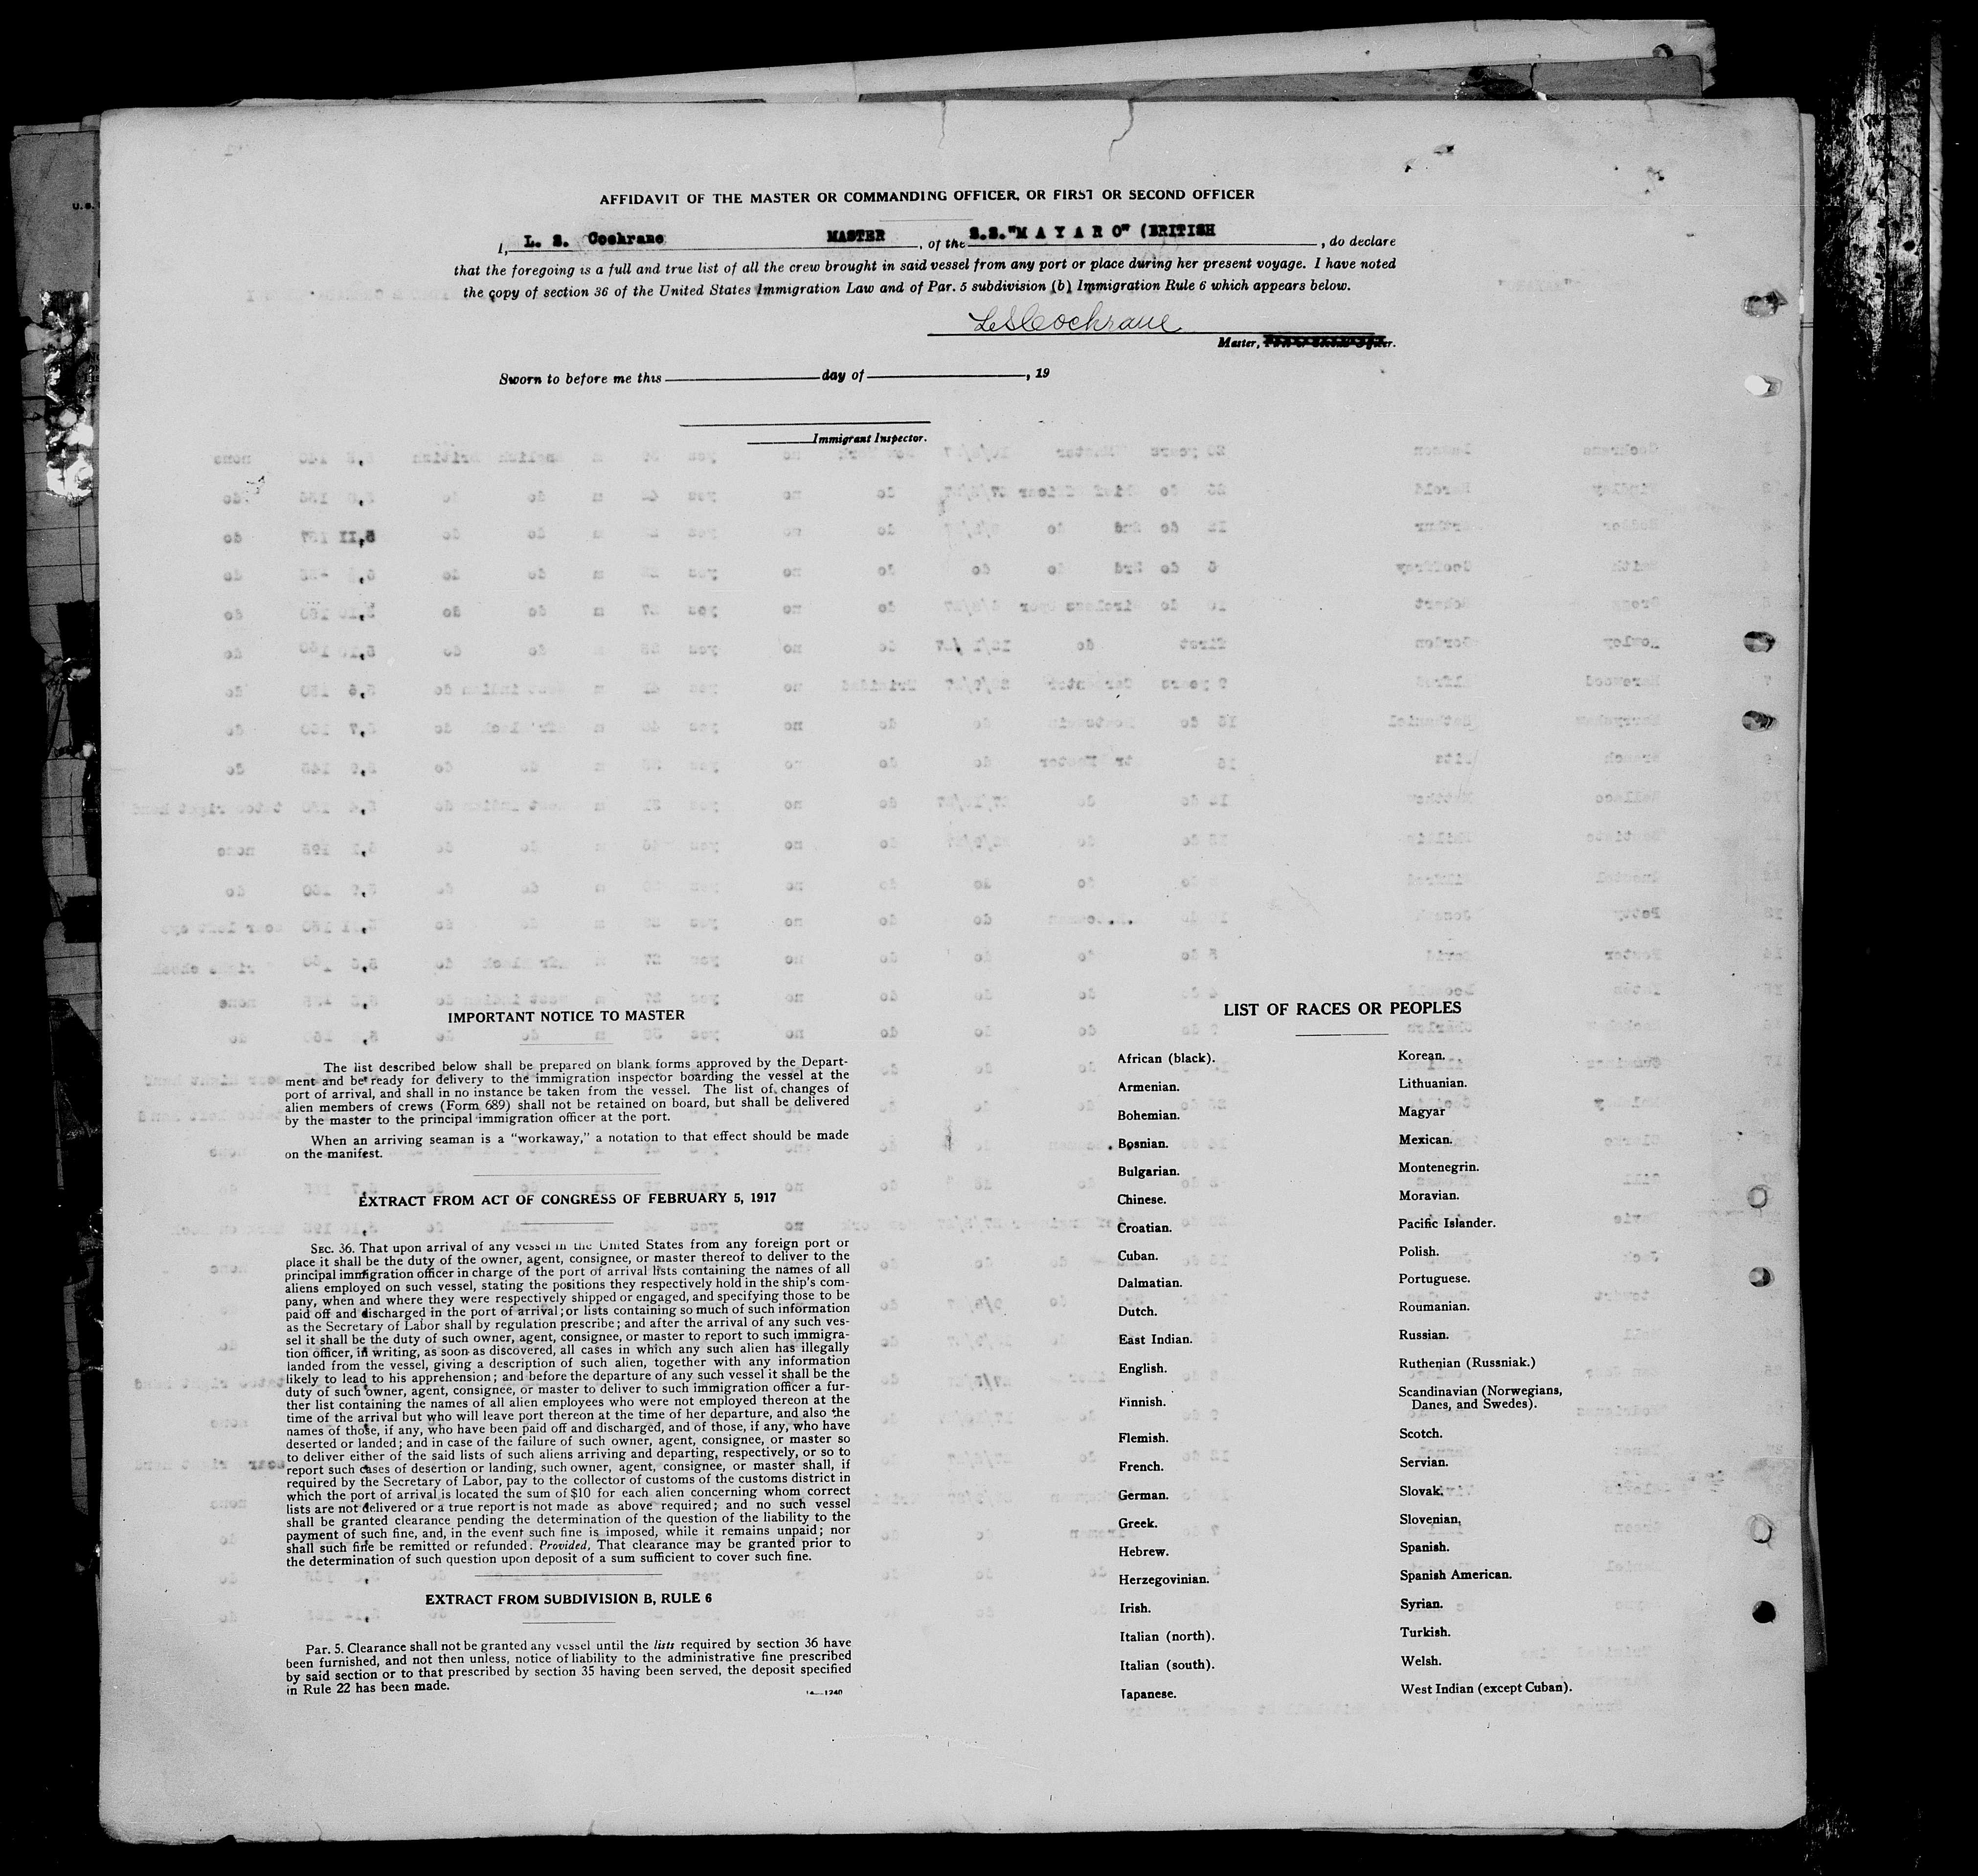 AFFIDAVIT OF THE MASTER OR COMMANDING OFFICER, OR FIRST OR SECOND OFFICER
I, L. S. Cochrane MASTER, of the S.S."M A Y A R O" (BRITISH, do declare
that the foregoing is a full and true list of all the crew brought in said vessel from any port or place during her present voyage. I have noted
the copy of section 36 of the United States Immigration Law and of Par. 5 subdivision (b) Immigration Rule 6 which appears below.
LSCochrane
Master,
Sworn to before me this day of , 19
Immigrant Inspector.
IMPORTANT NOTICE TO MASTER
The list described below shall be prepared on blank forms approved by the Depart-
ment and be ready for delivery to the immigration inspector boarding the vessel at the
port of arrival, and shall in no instance be taken from the vessel. The list of changes of
alien members of crews (Form 689) shall not be retained on board, but shall be delivered
by the master to the principal immigration officer at the port.
When an arriving seaman is a "workaway," a notation to that effect should be made
on the manifest.
EXTRACT FROM ACT OF CONGRESS OF FEBRUARY 5, 1917
SEC. 36. That upon arrival of any vessel in the United States from any foreign port or
place it shall be the duty of the owner, agent, consignee, or master thereof to deliver to the
principal immigration officer in charge of the port of arrival lists containing the names of all
aliens employed on such vessel, stating the positions they respectively hold in the ship's com-
pany, when and where they were respectively shipped or engaged, and specifying those to be
paid off and discharged in the port of arrival; or lists containing so much of such information
as the Secretary of Labor shall by regulation prescribe; and after the arrival of any such ves-
sel it shall be the duty of such owner, agent, consignee, or master to report to such immigra-
tion officer, in writing, as soon as discovered, all cases in which any such alien has illegally
landed from the vessel, giving a description of such alien, together with any information
likely to lead to his apprehension; and before the departure of any such vessel it shall be the
duty of such owner, agent, consignee, or master to deliver to such immigration officer a fur-
ther list containing the names of all alien employees who were not employed thereon at the
time of the arrival but who will leave port thereon at the time of her departure, and also the
names of those, if any, who have been paid off and discharged, and of those, if any, who have
deserted or landed; and in case of the failure of such owner, agent, consignee, or master so
to deliver either of the said lists of such aliens arriving and departing, respectively, or so to
report such cases of desertion or landing, such owner, agent, consignee, or master shall, if
required by the Secretary of Labor, pay to the collector of customs of the customs district in
which the port of arrival is located the sum of $10 for each alien concerning whom correct
lists are not delivered or a true report is not made as above required; and no such vessel
shall be granted clearance pending the determination of the question of the liability to the
payment of such fine, and, in the event such fine is imposed, while it remains unpaid; nor
shall such fine be remitted or refunded. Provided, That clearance may be granted prior to
the determination of such question upon deposit of a sum sufficient to cover such fine.
EXTRACT FROM SUBDIVISION B, RULE 6
Par. 5. Clearance shall not be granted any vessel until the lists required by section 36 have
been furnished, and not then unless, notice of liability to the administrative fine prescribed
by said section or to that prescribed by section 35 having been served, the deposit specified
in Rule 22 has been made.
14—1240
LIST OF RACES OR PEOPLES
African (black).
Armenian.
Bohemian.
Bosnian.
Bulgarian.
Chinese.
Croatian.
Cuban.
Dalmatian.
Dutch.
East Indian.
English.
Finnish.
Flemish.
French.
German.
Greek.
Hebrew.
Herzegovinian.
Irish.
Italian (north).
Italian (south).
Japanese.
Korean.
Lithuanian.
Magyar
Mexican.
Montenegrin.
Moravian.
Pacific Islander.
Polish.
Portuguese.
Roumanian.
Russian.
Ruthenian (Russniak.)
Scandinavian (Norwegians,
Danes, and Swedes).
Scotch.
Servian.
Slovak.
Slovenian.
Spanish.
Spanish American.
Syrian.
Turkish.
Welsh.
West Indian (except Cuban).